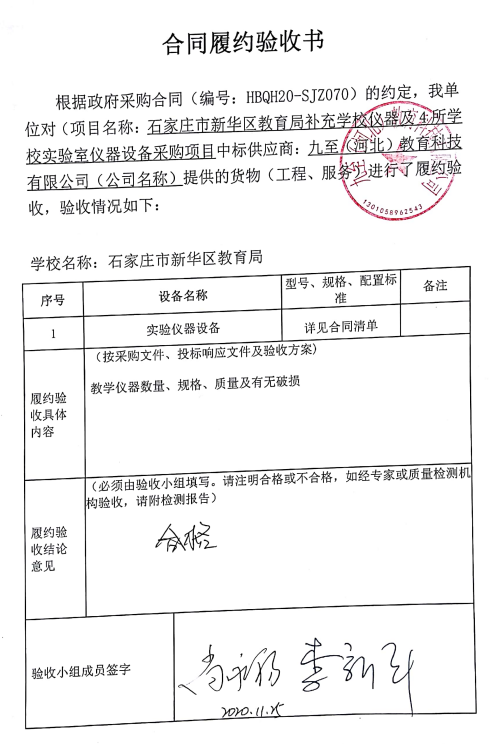 合同履约验收书
根据政府采购合同（编号：HBQH20-SJZ070）的约定，我单
位对（项目名称：石家庄市新华区教育局补充学校仪器及4所学
校实验室仪器设备采购项目中标供应商：九至（河北）教育科技
有限公司（公司名称）提供的货物（工程、服务）进行了履约验
收，验收情况如下：
1301058962543
学校名称：石家庄市新华区教育局
序号 设备名称 型号、规格、配置标
准 备注
1 实验仪器设备 详见合同清单
履约验
收具体
内容
（按采购文件、投标响应文件及验收方案)
教学仪器数量、规格、质量及有无破损
履约验
收结论
意见
（必须由验收小组填写。请注明合格或不合格，如经专家或质量检测机
构验收，请附检测报告）
合格
验收小组成员签字
2020.11.25